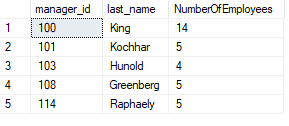 manager_id last_name NumberOfEmployees
1 100 King 14
2 101 Kochhar 5
3 103 Hunold 4
4 108 Greenberg 5
5 114 Raphaely 5